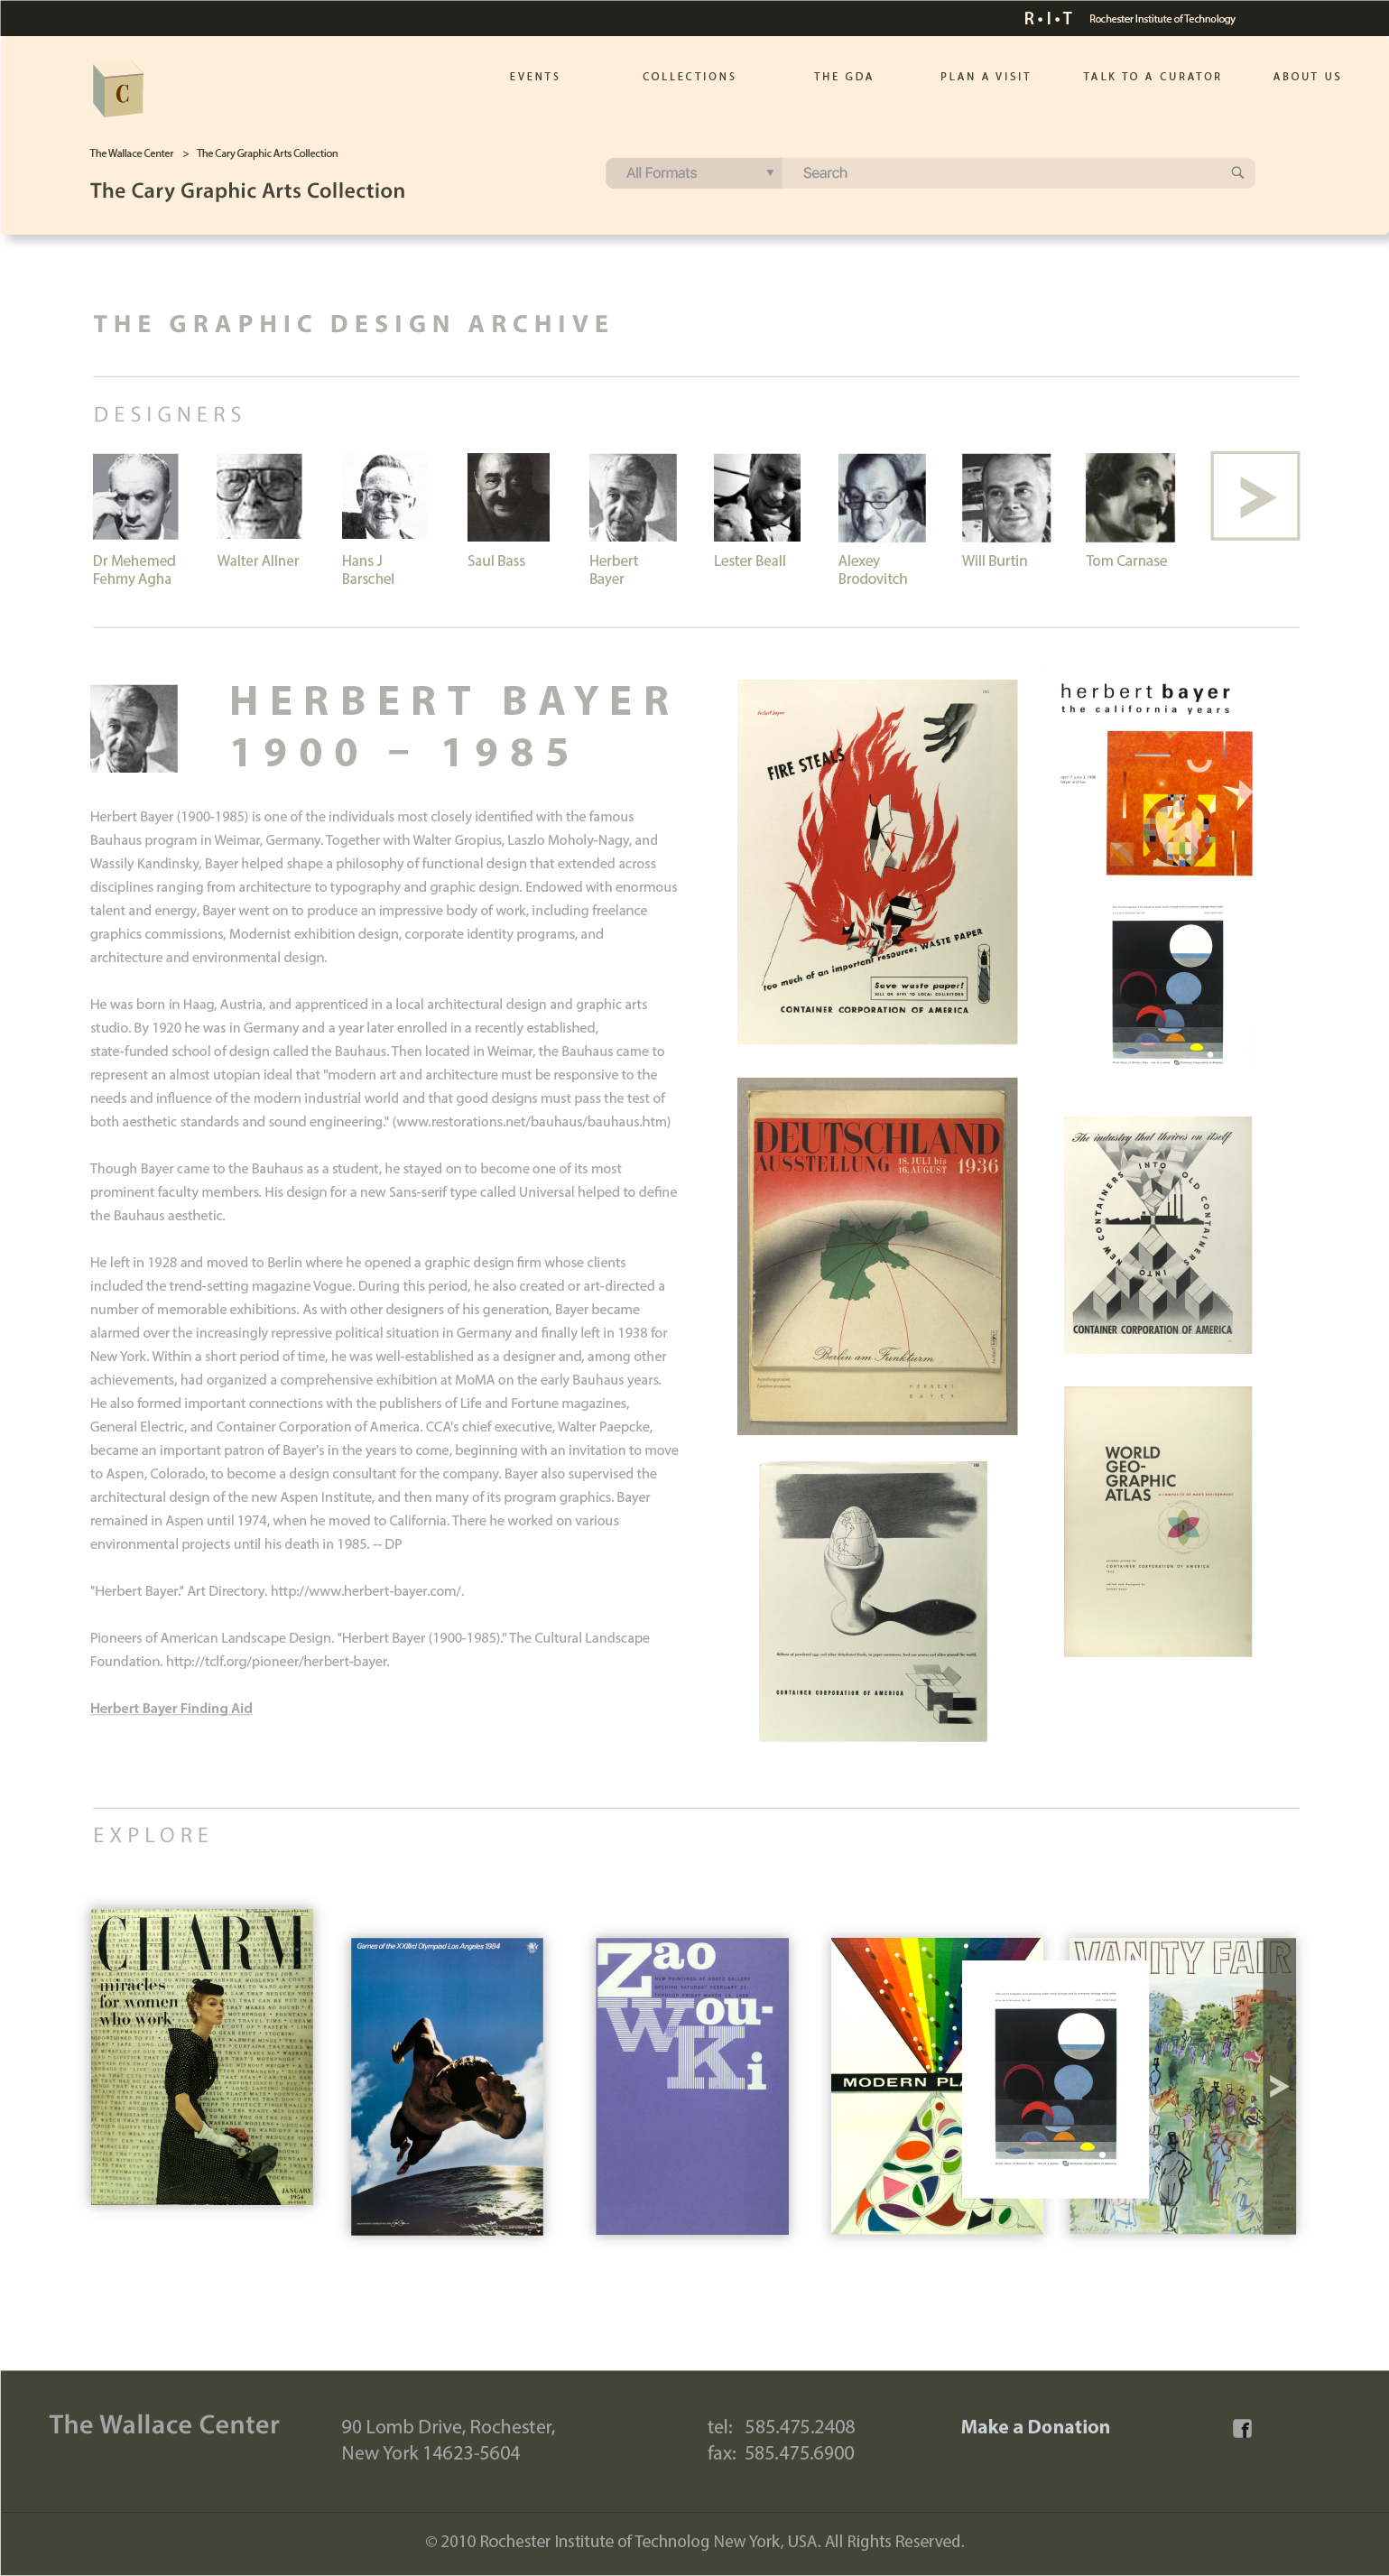 R•I•T Rochester Institute of Technology
EVENTS COLLECTIONS THE GDA PLAN A VISIT TALK TO A CURATOR ABOUT US
C
The Wallace Center > The Cary Graphic Arts Collection
The Cary Graphic Arts Collection
All Formats Search
THE GRAPHIC DESIGN ARCHIVE
DESIGNERS
Dr Mehemed
Fehmy Agha
Walter Allner
Hans J
Barschel
Saul Bass
Herbert
Bayer
Lester Beall
Alexey
Brodovitch
Will Burtin
Tom Carnase
>
HERBERT BAYER
1900 – 1985
Herbert Bayer (1900-1985) is one of the individuals most closely identified with the famous
Bauhaus program in Weimar, Germany. Together with Walter Gropius, Laszlo Moholy-Nagy, and
Wassily Kandinsky, Bayer helped shape a philosophy of functional design that extended across
disciplines ranging from architecture to typography and graphic design. Endowed with enormous
talent and energy, Bayer went on to produce an impressive body of work, including freelance
graphics commissions, Modernist exhibition design, corporate identity programs, and
architecture and environmental design.
He was born in Haag, Austria, and apprenticed in a local architectural design and graphic arts
studio. By 1920 he was in Germany and a year later enrolled in a recently established,
state-funded school of design called the Bauhaus. Then located in Weimar, the Bauhaus came to
represent an almost utopian ideal that "modern art and architecture must be responsive to the
needs and influence of the modern industrial world and that good designs must pass the test of
both aesthetic standards and sound engineering." (www.restorations.net/bauhaus/bauhaus.htm)
Though Bayer came to the Bauhaus as a student, he stayed on to become one of its most
prominent faculty members. His design for a new Sans-serif type called Universal helped to define
the Bauhaus aesthetic.
He left in 1928 and moved to Berlin where he opened a graphic design firm whose clients
included the trend-setting magazine Vogue. During this period, he also created or art-directed a
number of memorable exhibitions. As with other designers of his generation, Bayer became
alarmed over the increasingly repressive political situation in Germany and finally left in 1938 for
New York. Within a short period of time, he was well-established as a designer and, among other
achievements, had organized a comprehensive exhibition at MoMA on the early Bauhaus years.
He also formed important connections with the publishers of Life and Fortune magazines,
General Electric, and Container Corporation of America. CCA's chief executive, Walter Paepcke,
became an important patron of Bayer's in the years to come, beginning with an invitation to move
to Aspen, Colorado, to become a design consultant for the company. Bayer also supervised the
architectural design of the new Aspen Institute, and then many of its program graphics. Bayer
remained in Aspen until 1974, when he moved to California. There he worked on various
environmental projects until his death in 1985. -- DP
"Herbert Bayer." Art Directory. http://www.herbert-bayer.com/.
Pioneers of American Landscape Design. "Herbert Bayer (1900-1985)." The Cultural Landscape
Foundation. http://tclf.org/pioneer/herbert-bayer.
Herbert Bayer Finding Aid
herbert bayer
FIRE STEALS
too much of an important resource: WASTE PAPER
Save waste paper!
SELL OR GIVE TO LOCAL COLLECTORS
CONTAINER CORPORATION OF AMERICA
herbert bayer
the california years
DEUTSCHLAND
AUSSTELLUNG 18. JULI bis
16. AUGUST 1936
Berlin am Funkturm
HERBERT
BAYER
The industry that thrives on itself
NEW CONTAINERS INTO OLD CONTAINERS INTO
CONTAINER CORPORATION OF AMERICA
WORLD
GEO-
GRAPHIC
ATLAS
A COMPOSITE OF MAN'S ENVIRONMENT
CONTAINER CORPORATION OF AMERICA
CONTAINER CORPORATION OF AMERICA
EXPLORE
CHARM
miracles
for women
who work
JANUARY
1954
Games of the XXIIIrd Olympiad Los Angeles 1984
Zao
NEW PAINTINGS AT KOOTZ GALLERY
wou-
Ki
MODERN PLA
VANITY FAIR
>
The Wallace Center
90 Lomb Drive, Rochester,
New York 14623-5604
tel: 585.475.2408
fax: 585.475.6900
Make a Donation
f
© 2010 Rochester Institute of Technolog New York, USA. All Rights Reserved.